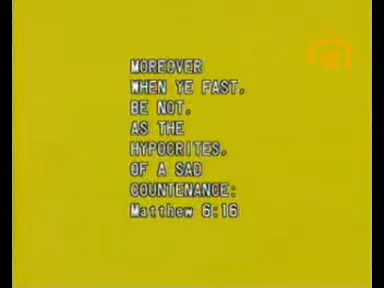 MOREOVER
WHEN YE FAST,
BE NOT,
AS THE
HYPOCRITES,
OF A SAD
COUNTENANCE:
Matthew 6:16